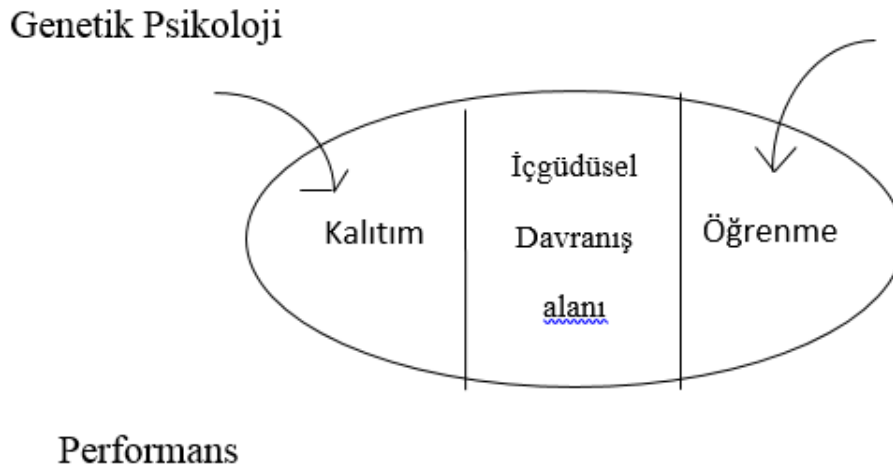 Genetik Psikoloji
Kalıtım
İçgüdüsel
Davranış
alanı
Öğrenme
Performans